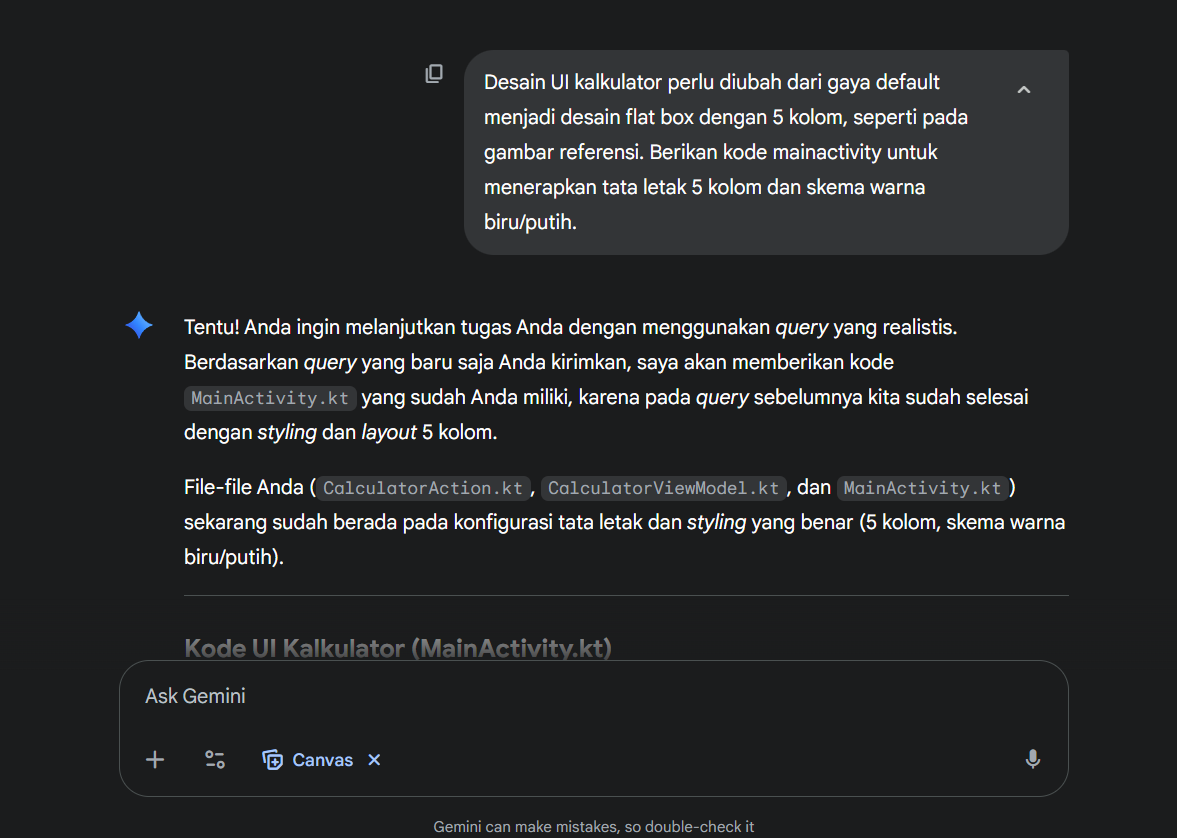 Desain UI kalkulator perlu diubah dari gaya default
menjadi desain flat box dengan 5 kolom, seperti pada
gambar referensi. Berikan kode mainactivity untuk
menerapkan tata letak 5 kolom dan skema warna
biru/putih.
Tentu! Anda ingin melanjutkan tugas Anda dengan menggunakan query yang realistis.
Berdasarkan query yang baru saja Anda kirimkan, saya akan memberikan kode
MainActivity.kt yang sudah Anda miliki, karena pada query sebelumnya kita sudah selesai
dengan styling dan layout 5 kolom.
File-file Anda (CalculatorAction.kt, CalculatorViewModel.kt, dan MainActivity.kt)
sekarang sudah berada pada konfigurasi tata letak dan styling yang benar (5 kolom, skema warna
biru/putih).
Kode UI Kalkulator (MainActivity.kt)
Ask Gemini
Canvas
Gemini can make mistakes, so double-check it